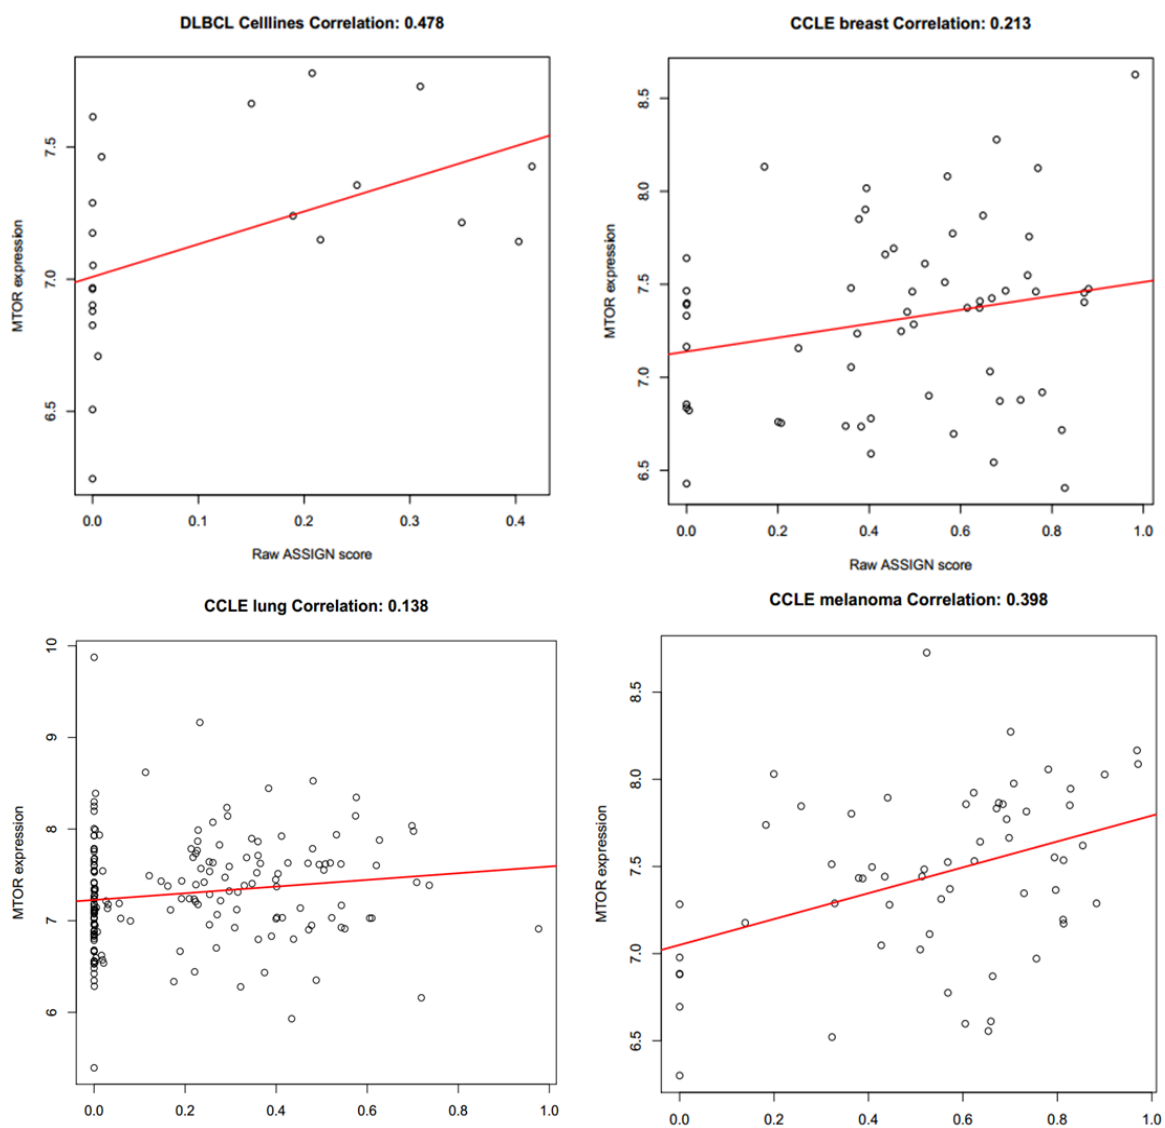 DLBCL Celllines Correlation: 0.478
MTOR expression
7.5
7.0
6.5
0.0 0.1 0.2 0.3 0.4
Raw ASSIGN score
CCLE breast Correlation: 0.213
MTOR expression
8.5
8.0
7.5
7.0
6.5
0.0 0.2 0.4 0.6 0.8 1.0
Raw ASSIGN score
CCLE lung Correlation: 0.138
MTOR expression
10
9
8
7
6
0.0 0.2 0.4 0.6 0.8 1.0
CCLE melanoma Correlation: 0.398
MTOR expression
8.5
8.0
7.5
7.0
6.5
0.0 0.2 0.4 0.6 0.8 1.0